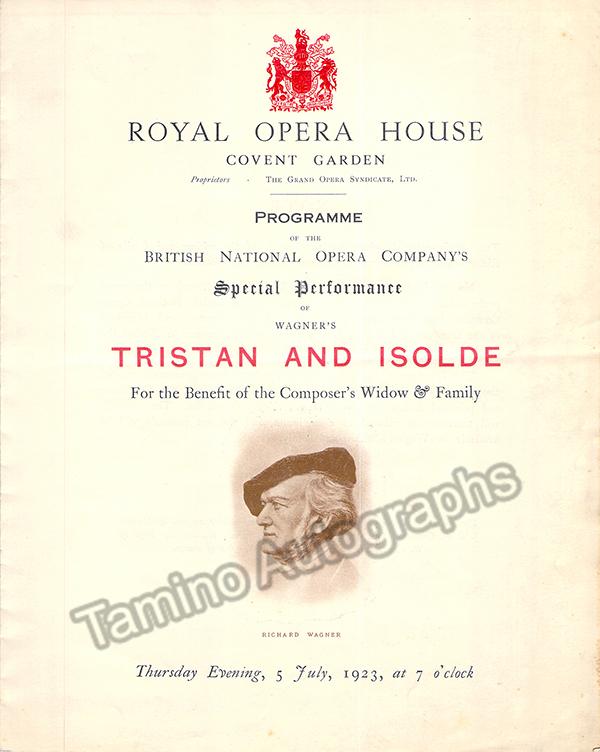 ROYAL OPERA HOUSE
COVENT GARDEN
Proprietors - THE GRAND OPERA SYNDICATE, LTD.
PROGRAMME
OF THE
BRITISH NATIONAL OPERA COMPANY'S
Special Performance
OF
WAGNER'S
TRISTAN AND ISOLDE
For the Benefit of the Composer's Widow & Family
Tamino Autographs
RICHARD WAGNER
Thursday Evening, 5 July, 1923, at 7 o'clock